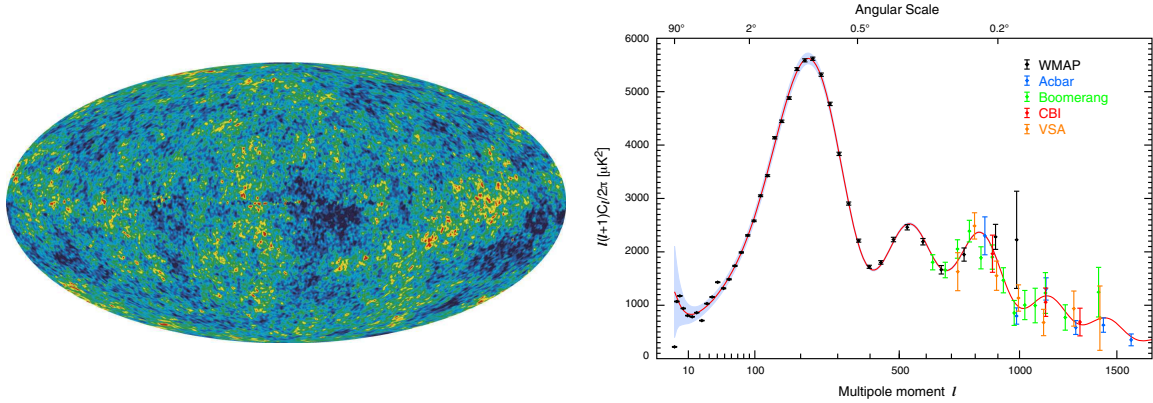 Angular Scale
90° 2° 0.5° 0.2°
6000
5000
4000
3000
2000
1000
0
l(l+1)Cl/2π [μK²]
WMAP
Acbar
Boomerang
CBI
VSA
10 100 500 1000 1500
Multipole moment l